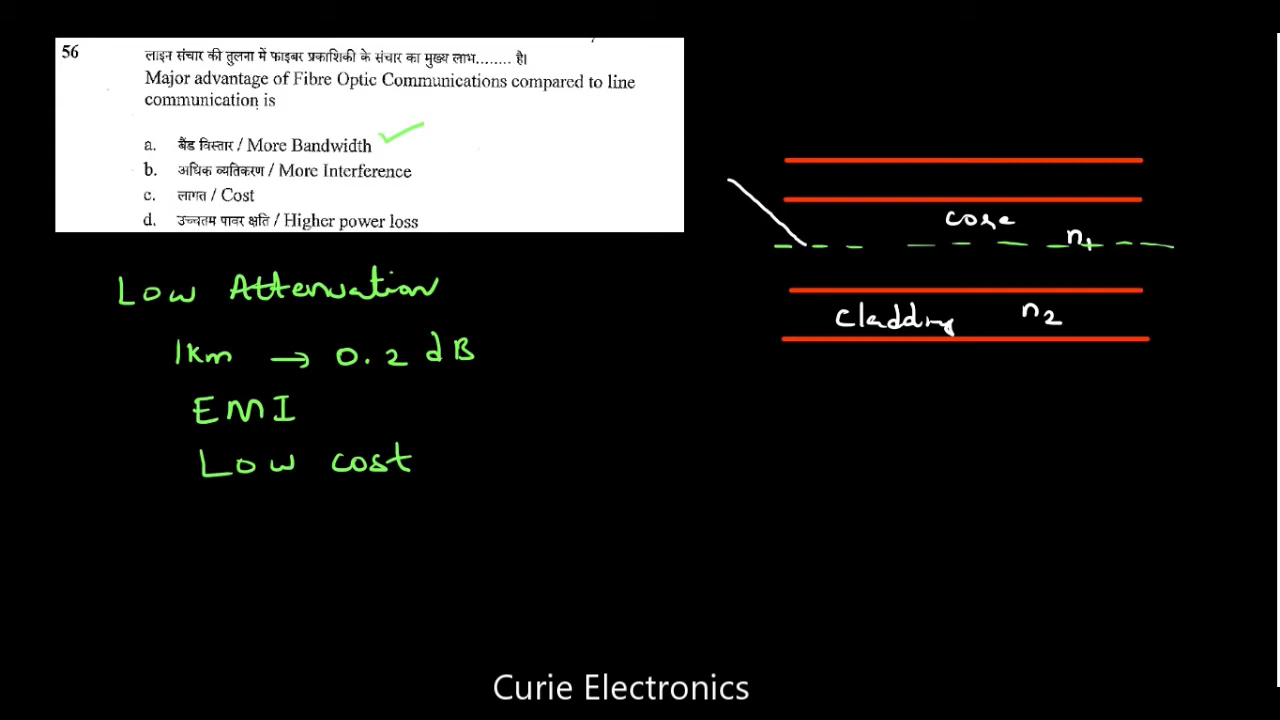 56
लाइन संचार की तुलना में फाइबर प्रकाशिकी के संचार का मुख्य लाभ........ है।
Major advantage of Fibre Optic Communications compared to line
communication is
a. बैंड विस्तार / More Bandwidth
b. अधिक व्यतिकरण / More Interference
c. लागत / Cost
d. उच्चतम पावर क्षति / Higher power loss
Low Attenuation
1km → 0.2 dB
EMI
Low cost
core
n1
cladding n2
Curie Electronics